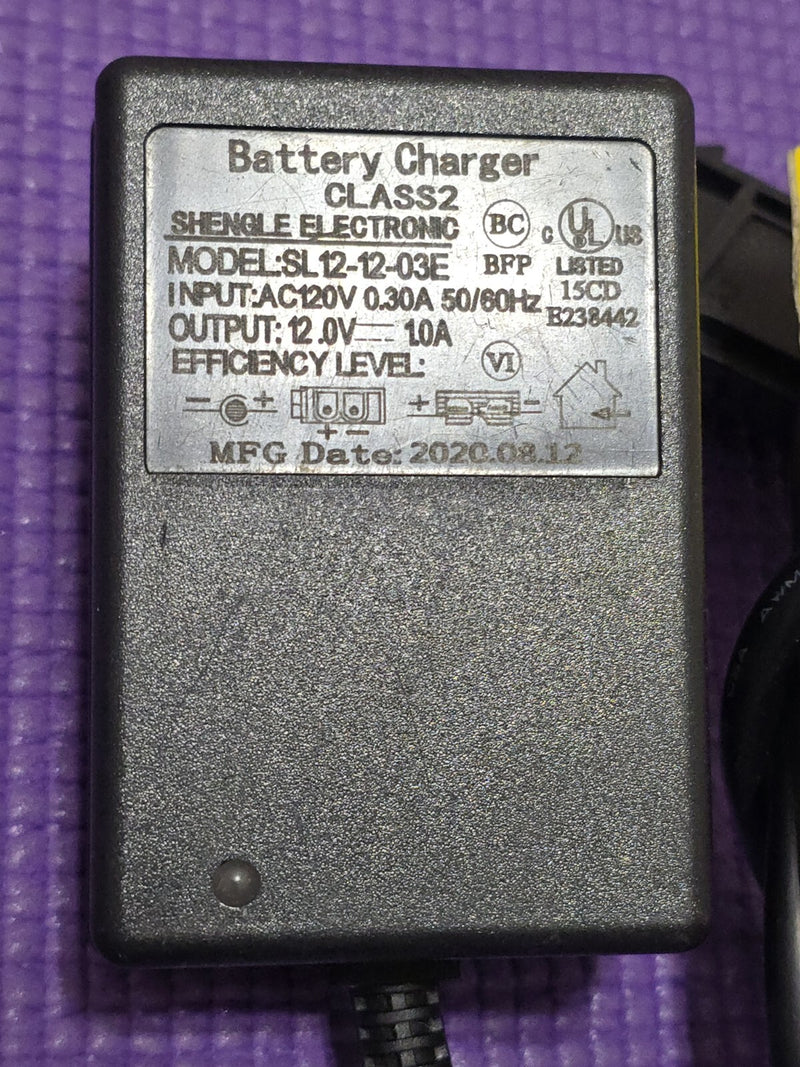 Battery Charger
CLASS2
SHENGLE ELECTRONIC
BC
C UL US
MODEL:SL12-12-03E
BFP
LISTED
INPUT:AC120V 0.30A 50/60Hz
15CD
E238442
OUTPUT: 12.0V⎓ 1.0A
EFFICIENCY LEVEL: VI
− +
+ −
+ −
MFG Date: 2020.08.12
AWM